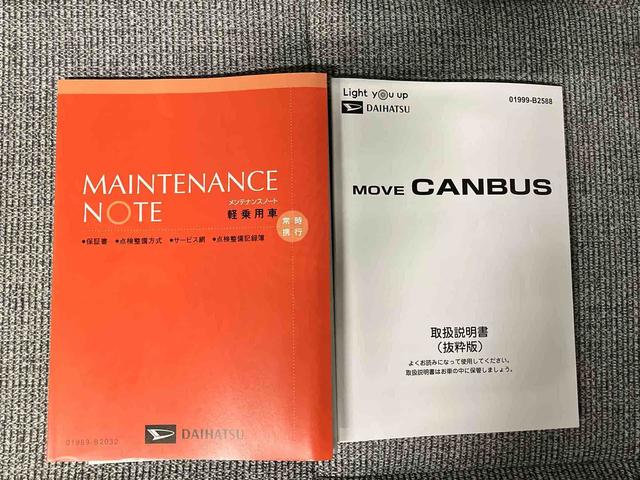 MAINTENANCE
NOTE
メンテナンスノート
軽乗用車
常時
携行
●保証書 ●点検整備方式 ●サービス網 ●点検整備記録簿
01989-B2032
DAIHATSU
Light you up
DAIHATSU
01999-B2588
MOVE CANBUS
取扱説明書
(抜粋版)
よくお読みになって使用してください。
取扱説明書はお車の中に保管しましょう。